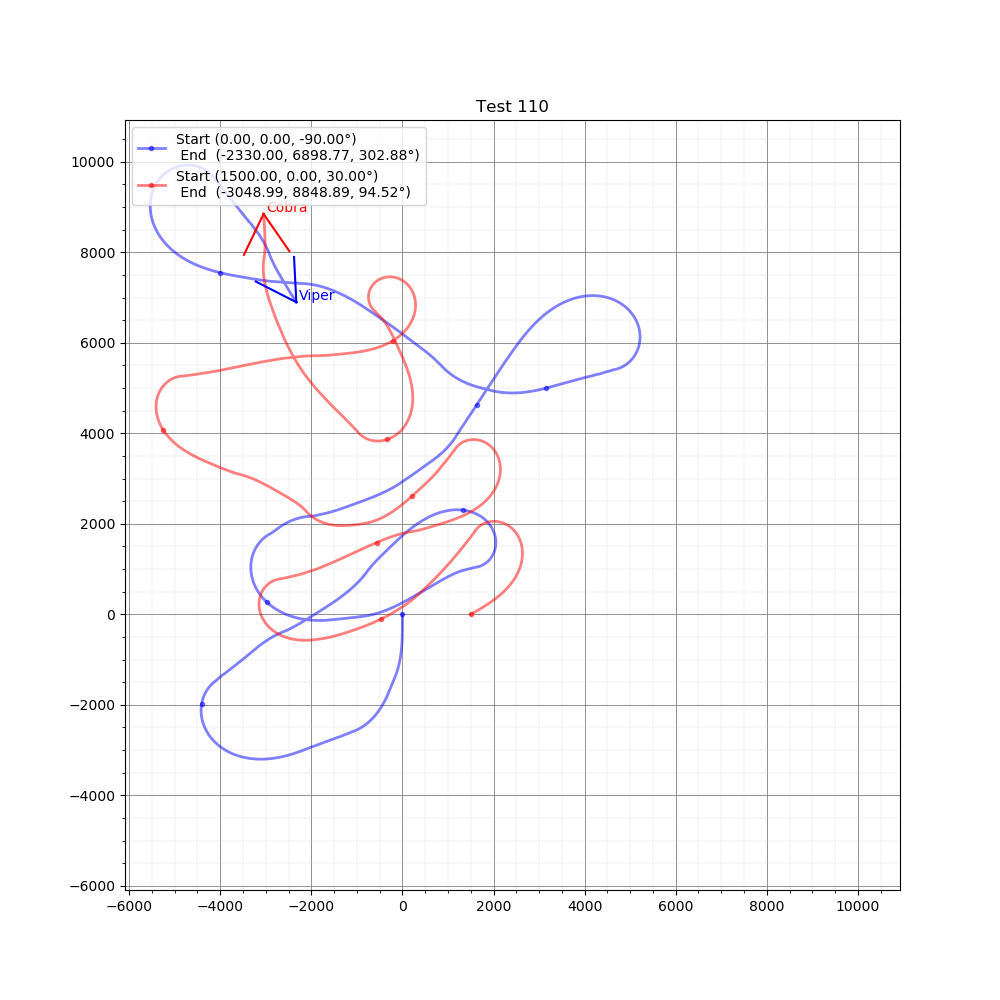 Test 110
Start (0.00, 0.00, -90.00°)
End (-2330.00, 6898.77, 302.88°)
Start (1500.00, 0.00, 30.00°)
End (-3048.99, 8848.89, 94.52°)
Cobra
Viper
10000
8000
6000
4000
2000
0
−2000
−4000
−6000
−6000 −4000 −2000 0 2000 4000 6000 8000 10000